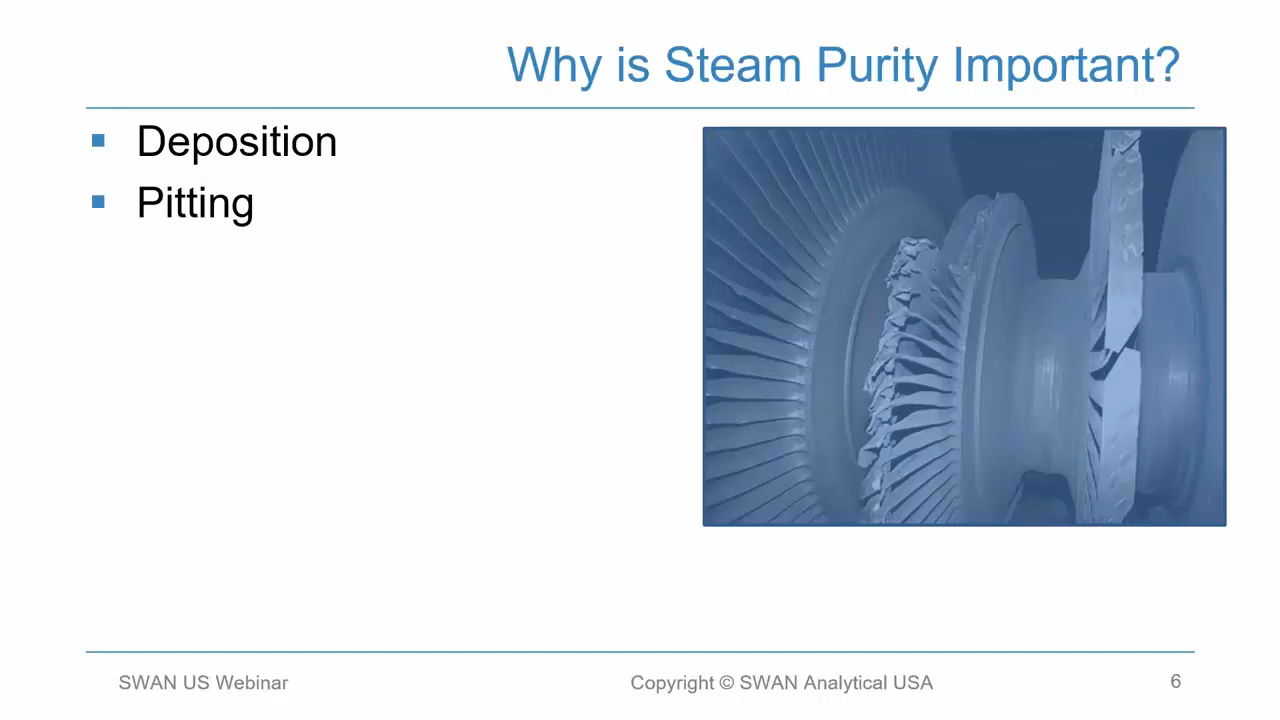 Why is Steam Purity Important?
Deposition
Pitting
SWAN US Webinar
Copyright © SWAN Analytical USA
6